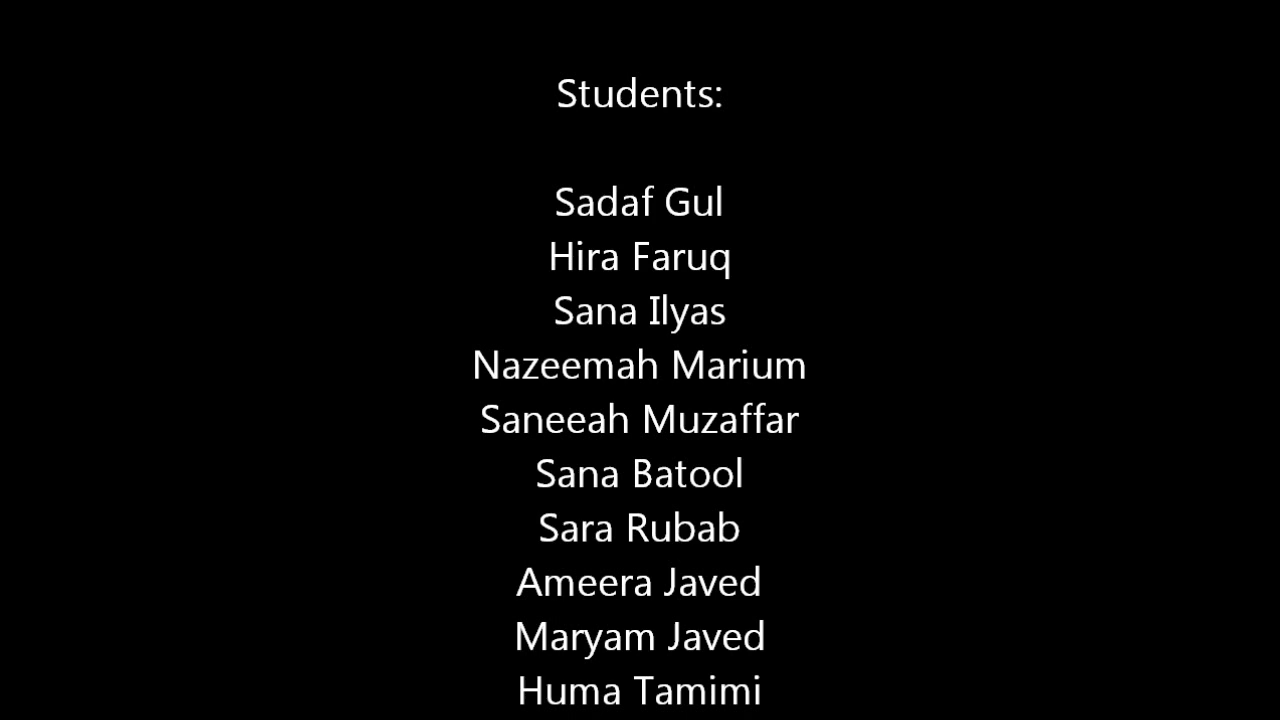 Students:
Sadaf Gul
Hira Faruq
Sana Ilyas
Nazeemah Marium
Saneeah Muzaffar
Sana Batool
Sara Rubab
Ameera Javed
Maryam Javed
Huma Tamimi